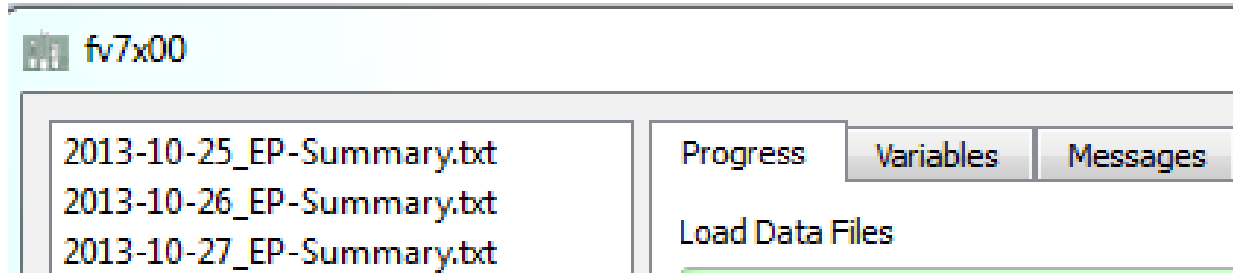 fv7x00
2013-10-25_EP-Summary.txt
2013-10-26_EP-Summary.txt
2013-10-27_EP-Summary.txt
Progress Variables Messages
Load Data Files